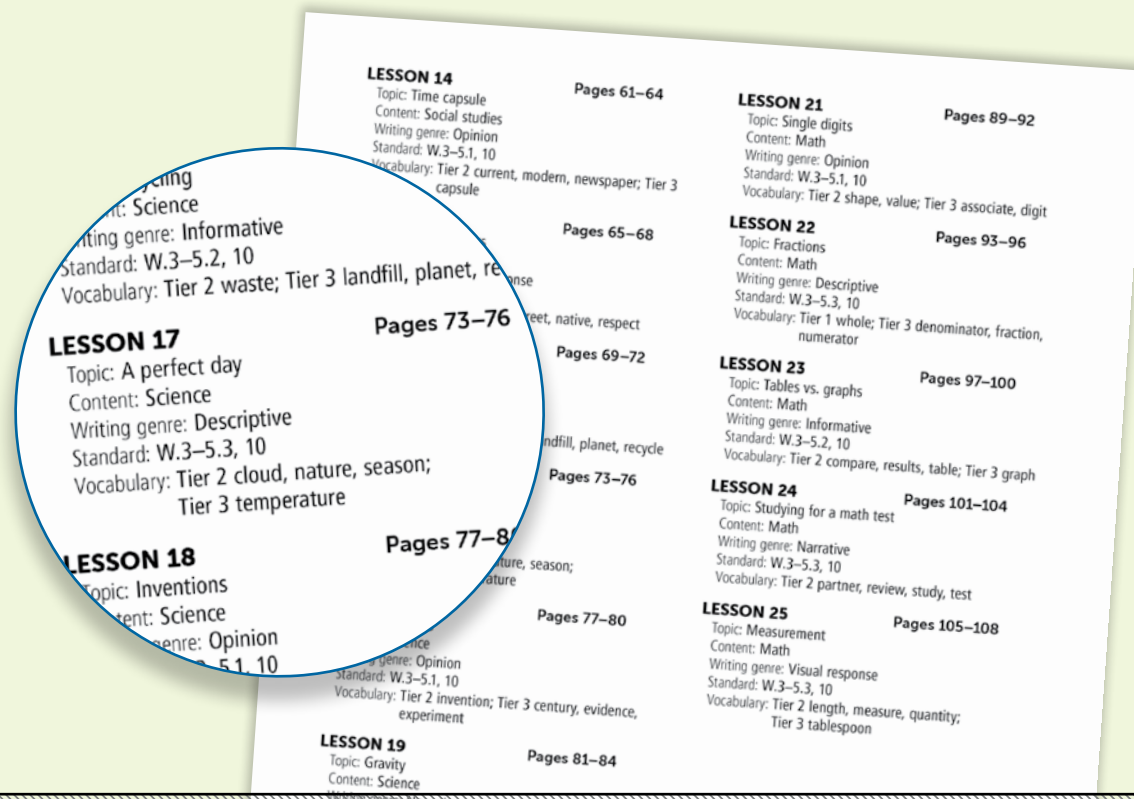 LESSON 14 Pages 61–64
Topic: Time capsule
Content: Social studies
Writing genre: Opinion
Standard: W.3–5.1, 10
Vocabulary: Tier 2 current, modern, newspaper; Tier 3
capsule
Pages 65–68
respect
native,
Pages 69–72
planet, recycle
Pages 73–76
season;
Pages 77–80
genre: Opinion
Standard: W.3–5.1, 10
Vocabulary: Tier 2 invention; Tier 3 century, evidence,
experiment
LESSON 19 Pages 81–84
Topic: Gravity
Content: Science
Science
genre: Informative
Standard: W.3–5.2, 10
Vocabulary: Tier 2 waste; Tier 3 landfill, planet,
LESSON 17 Pages 73–76
Topic: A perfect day
Content: Science
Writing genre: Descriptive
Standard: W.3–5.3, 10
Vocabulary: Tier 2 cloud, nature, season;
Tier 3 temperature
LESSON 18 Pages
Topic: Inventions
Science
Opinion
10
LESSON 21 Pages 89–92
Topic: Single digits
Content: Math
Writing genre: Opinion
Standard: W.3–5.1, 10
Vocabulary: Tier 2 shape, value; Tier 3 associate, digit
LESSON 22 Pages 93–96
Topic: Fractions
Content: Math
Writing genre: Descriptive
Standard: W.3–5.3, 10
Vocabulary: Tier 1 whole; Tier 3 denominator, fraction,
numerator
LESSON 23 Pages 97–100
Topic: Tables vs. graphs
Content: Math
Writing genre: Informative
Standard: W.3–5.2, 10
Vocabulary: Tier 2 compare, results, table; Tier 3 graph
LESSON 24 Pages 101–104
Topic: Studying for a math test
Content: Math
Writing genre: Narrative
Standard: W.3–5.3, 10
Vocabulary: Tier 2 partner, review, study, test
LESSON 25 Pages 105–108
Topic: Measurement
Content: Math
Writing genre: Visual response
Standard: W.3–5.3, 10
Vocabulary: Tier 2 length, measure, quantity;
Tier 3 tablespoon